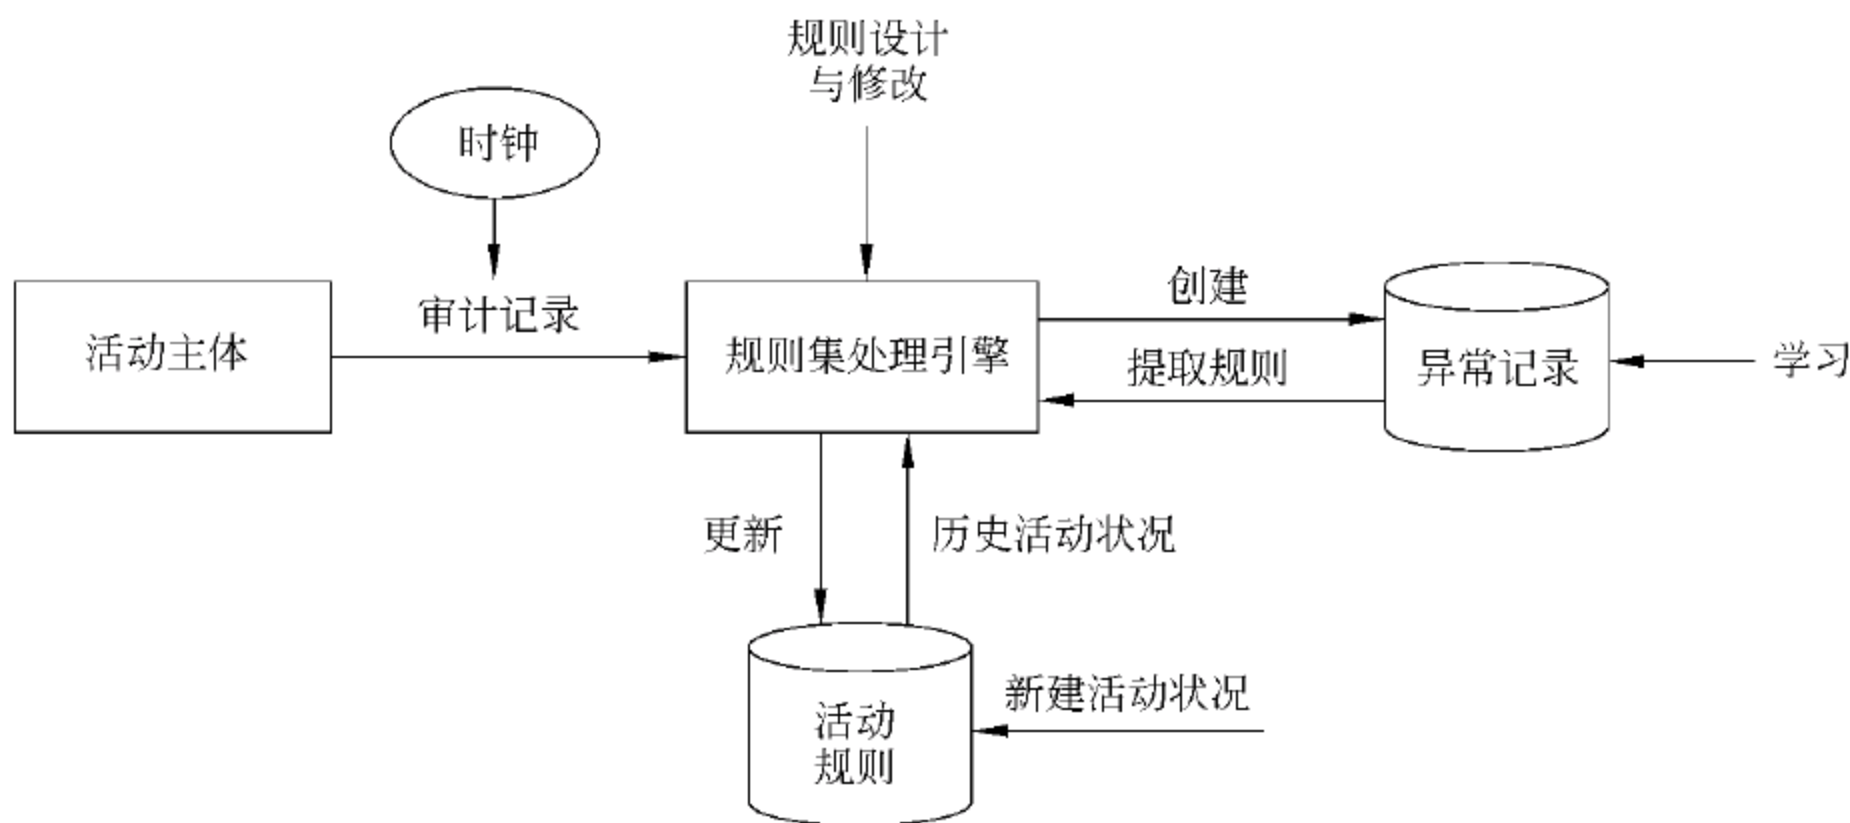 规则设计
与修改
时钟
审计记录
活动主体
规则集处理引擎
创建
提取规则
异常记录
学习
更新
历史活动状况
新建活动状况
活动
规则